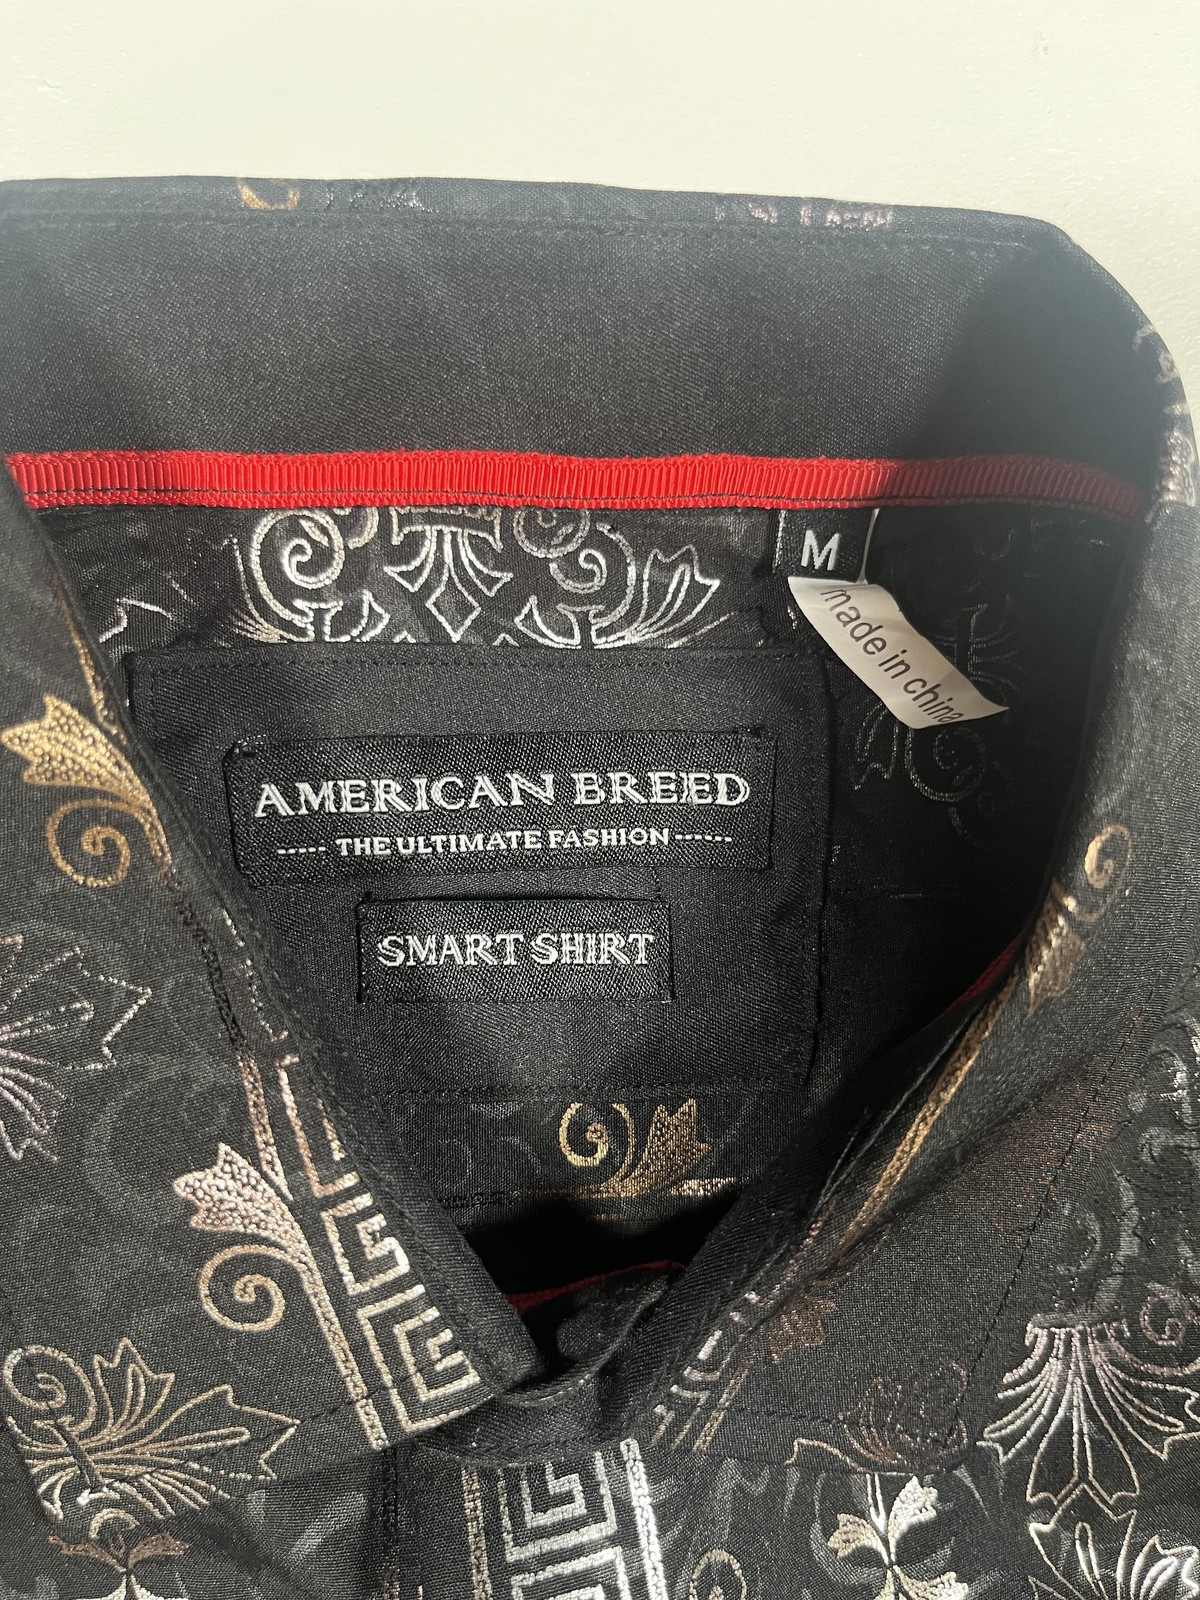 M
made in china
AMERICAN BREED
----- THE ULTIMATE FASHION -----
SMART SHIRT